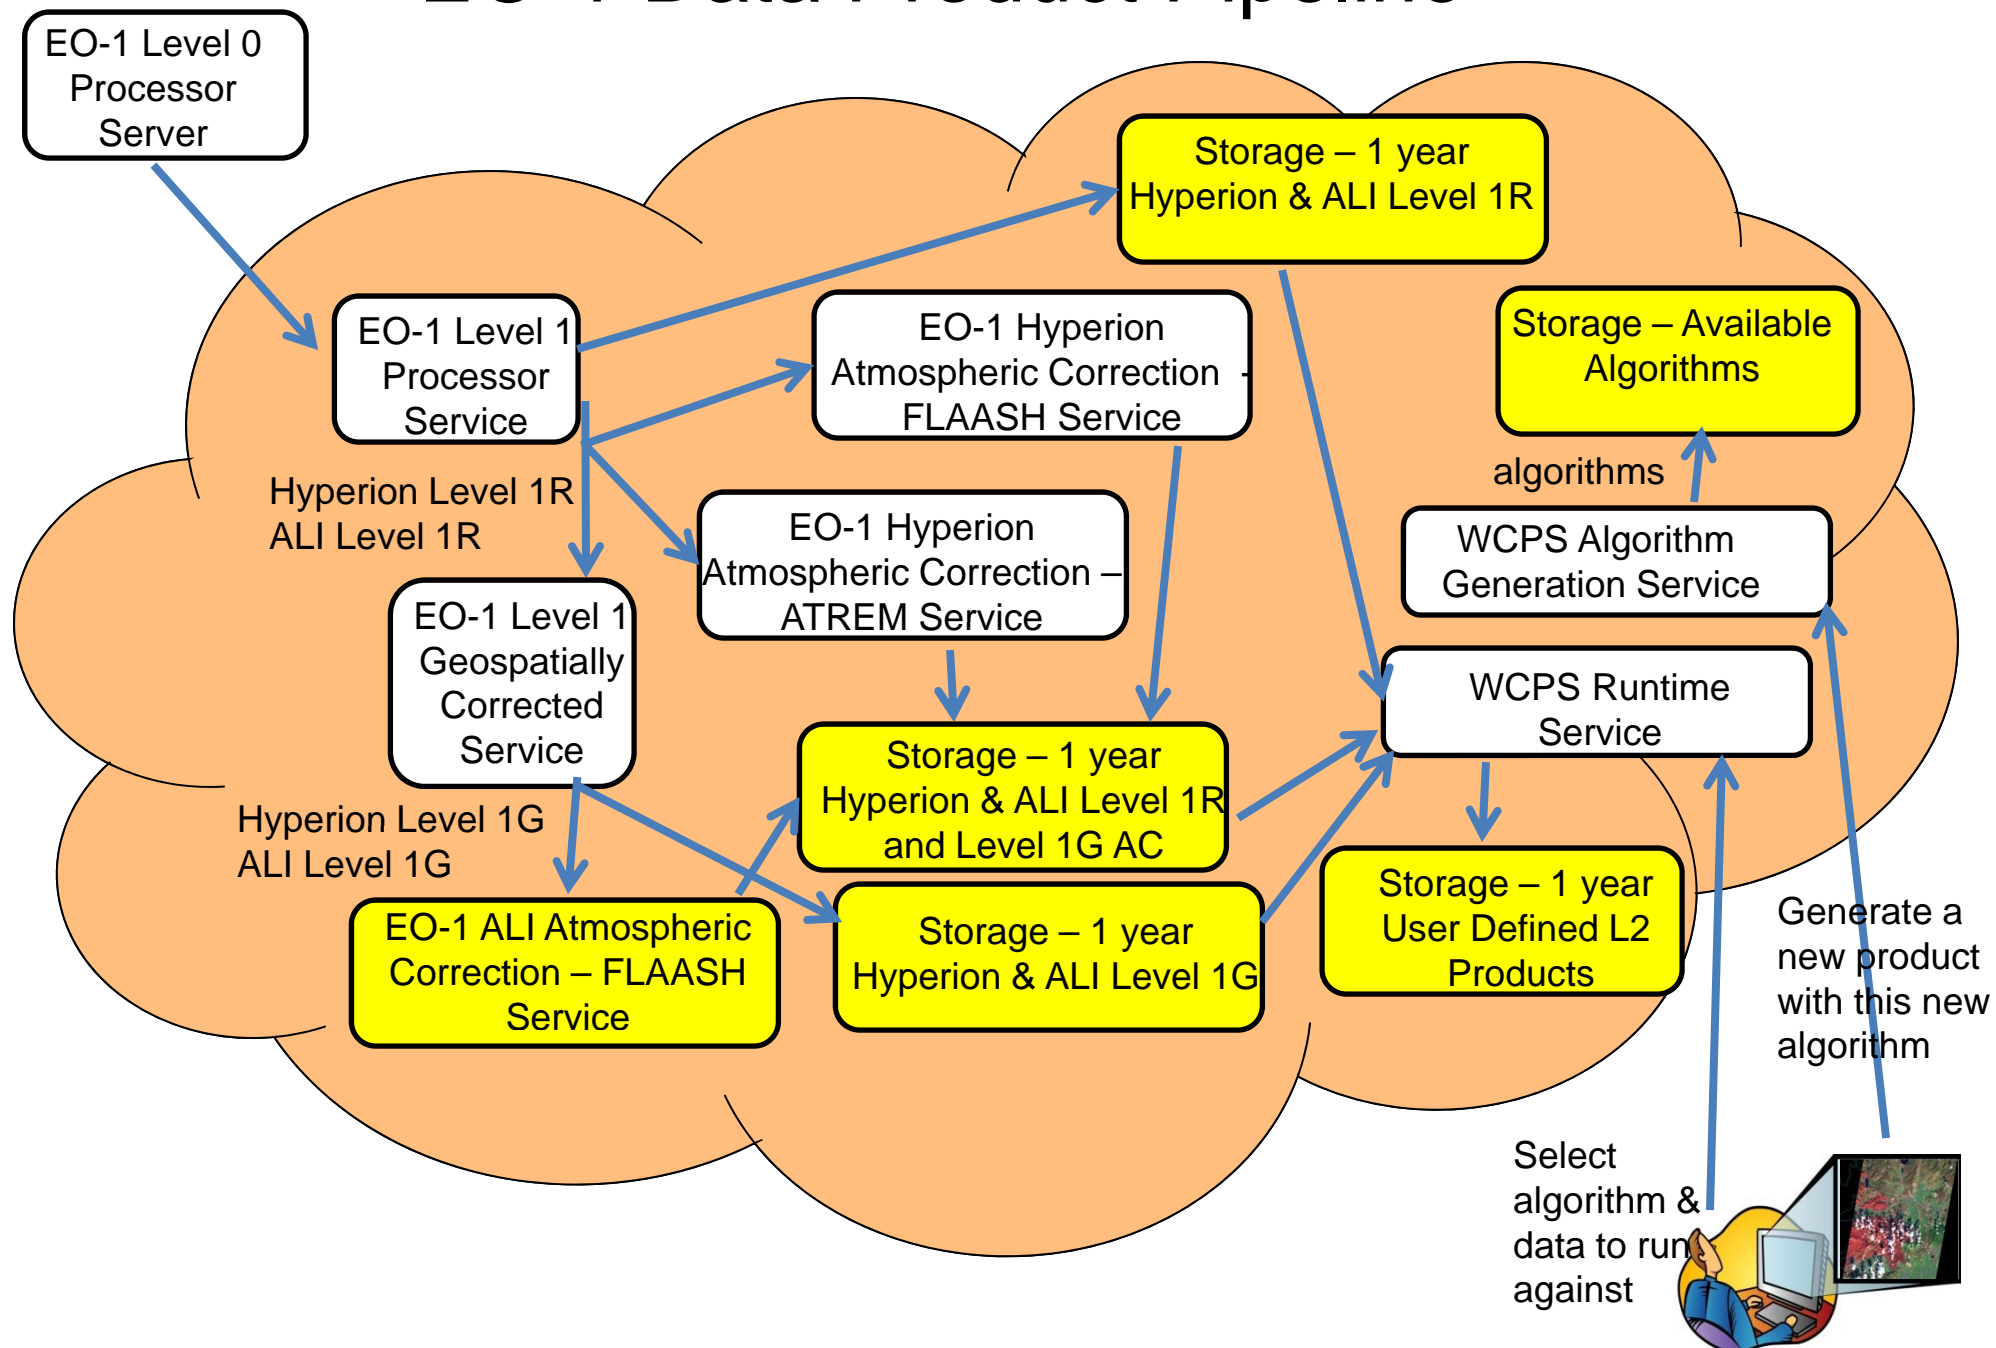 EO-1 Data Product Pipeline
EO-1 Level 0
Processor
Server
Storage – 1 year
Hyperion & ALI Level 1R
EO-1 Level 1
Processor
Service
EO-1 Hyperion
Atmospheric Correction -
FLAASH Service
Storage – Available
Algorithms
algorithms
Hyperion Level 1R
ALI Level 1R
EO-1 Hyperion
Atmospheric Correction –
ATREM Service
WCPS Algorithm
Generation Service
EO-1 Level 1
Geospatially
Corrected
Service
WCPS Runtime
Service
Storage – 1 year
Hyperion & ALI Level 1R
and Level 1G AC
Hyperion Level 1G
ALI Level 1G
EO-1 ALI Atmospheric
Correction – FLAASH
Service
Storage – 1 year
Hyperion & ALI Level 1G
Storage – 1 year
User Defined L2
Products
Generate a
new product
with this new
algorithm
Select
algorithm &
data to run
against